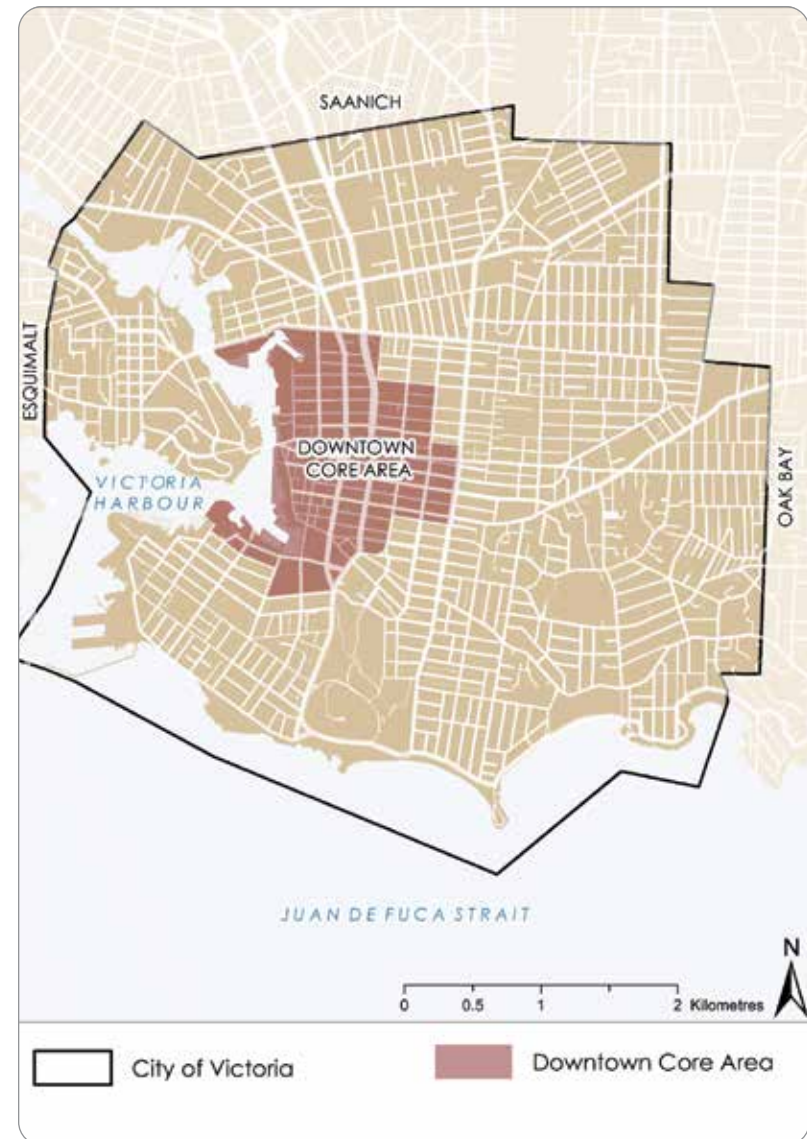 SAANICH
ESQUIMALT
DOWNTOWN
CORE AREA
VICTORIA
HARBOUR
OAK BAY
JUAN DE FUCA STRAIT
N
0 0.5 1 2 Kilometres
City of Victoria
Downtown Core Area